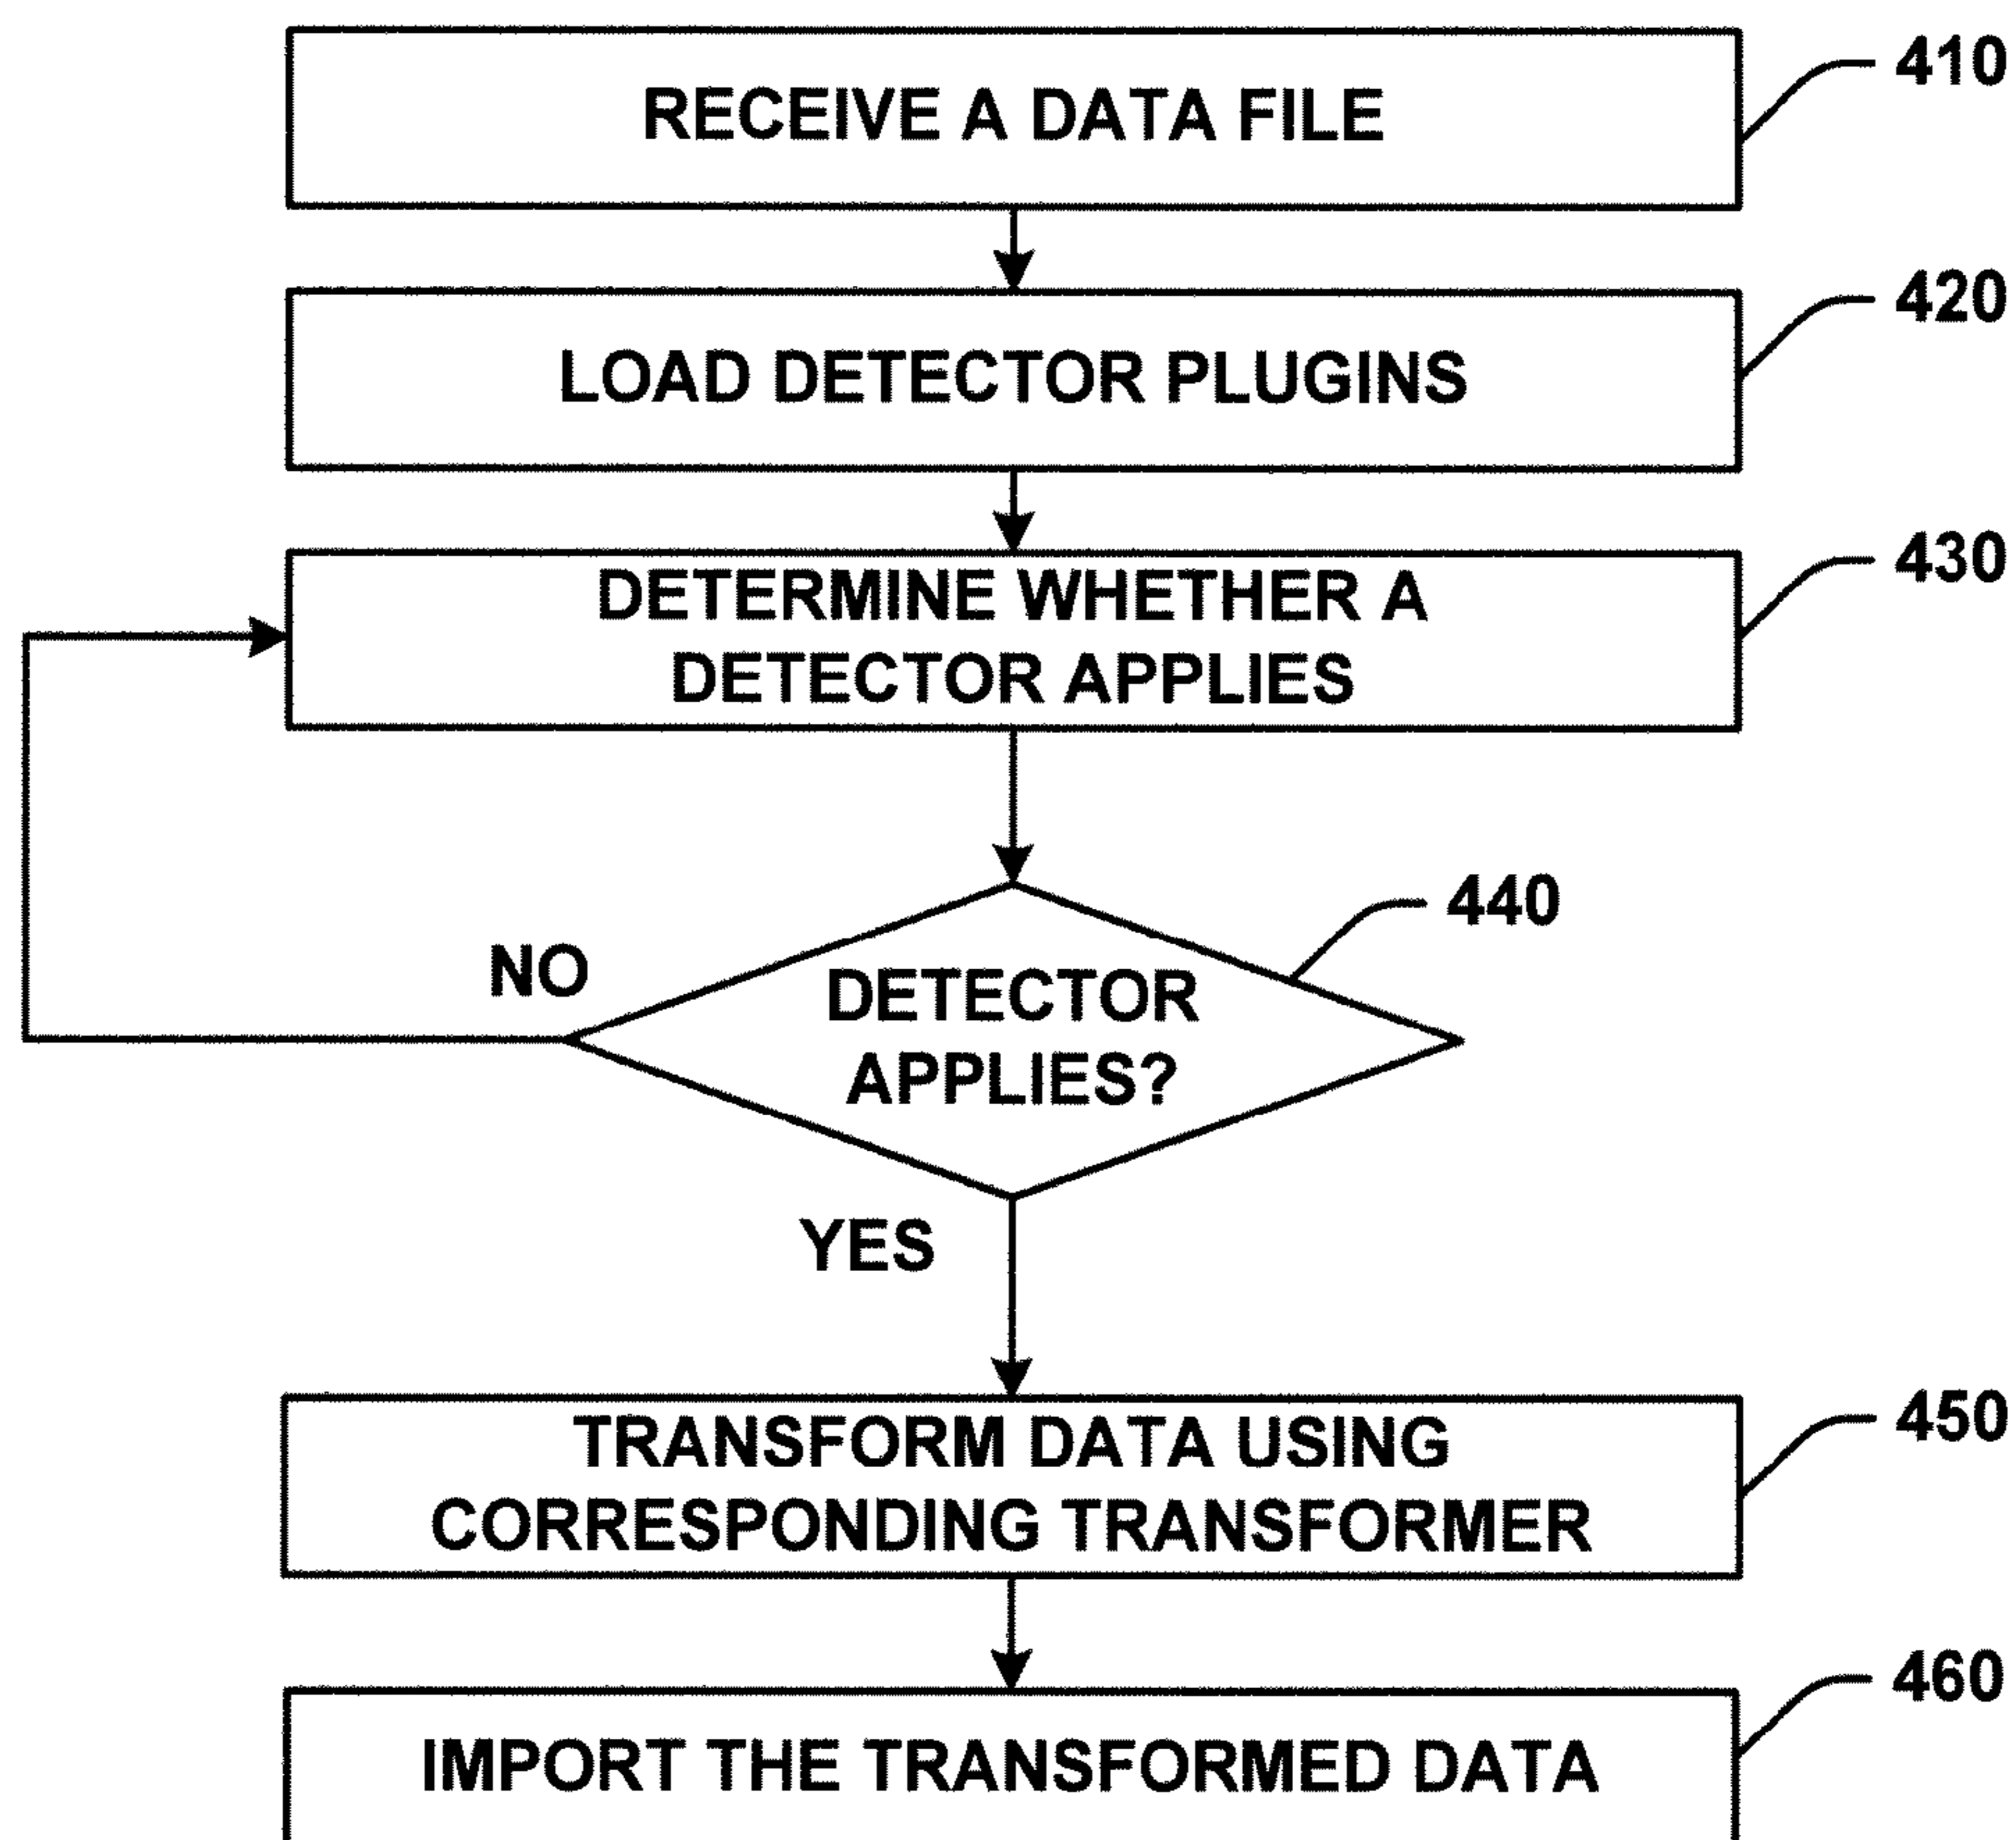 RECEIVE A DATA FILE
410
LOAD DETECTOR PLUGINS
420
DETERMINE WHETHER A
DETECTOR APPLIES
430
440
NO
DETECTOR
APPLIES?
YES
TRANSFORM DATA USING
CORRESPONDING TRANSFORMER
450
460
IMPORT THE TRANSFORMED DATA